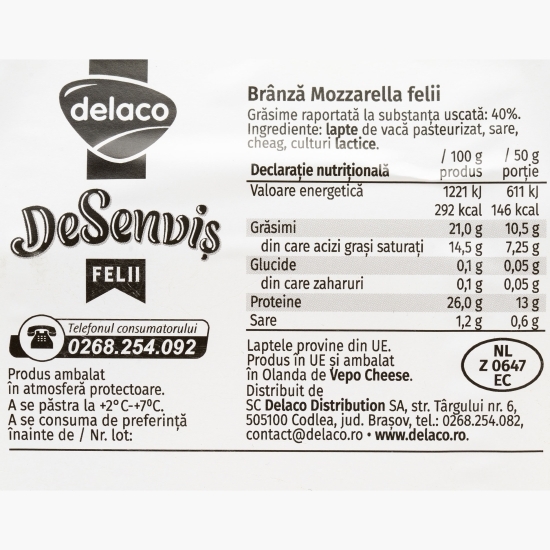 delaco
DeSenviș
FELII
Telefonul consumatorului
0268.254.092
Produs ambalat
în atmosferă protectoare.
A se păstra la +2°C-+7°C.
A se consuma de preferință
înainte de / Nr. lot:
Brânză Mozzarella felii
Grăsime raportată la substanța uscată: 40%.
Ingrediente: lapte de vacă pasteurizat, sare,
cheag, culturi lactice.
Declarație nutrițională / 100 g produs / 50 g porție
Valoare energetică 1221 kJ 611 kJ
292 kcal 146 kcal
Grăsimi 21,0 g 10,5 g
din care acizi grași saturați 14,5 g 7,25 g
Glucide 0,1 g 0,05 g
din care zaharuri 0,1 g 0,05 g
Proteine 26,0 g 13 g
Sare 1,2 g 0,6 g
Laptele provine din UE.
Produs în UE și ambalat
în Olanda de Vepo Cheese.
Distribuit de
SC Delaco Distribution SA, str. Târgului nr. 6,
505100 Codlea, jud. Brașov, tel.: 0268.254.082,
contact@delaco.ro • www.delaco.ro.
NL
Z 0647
EC